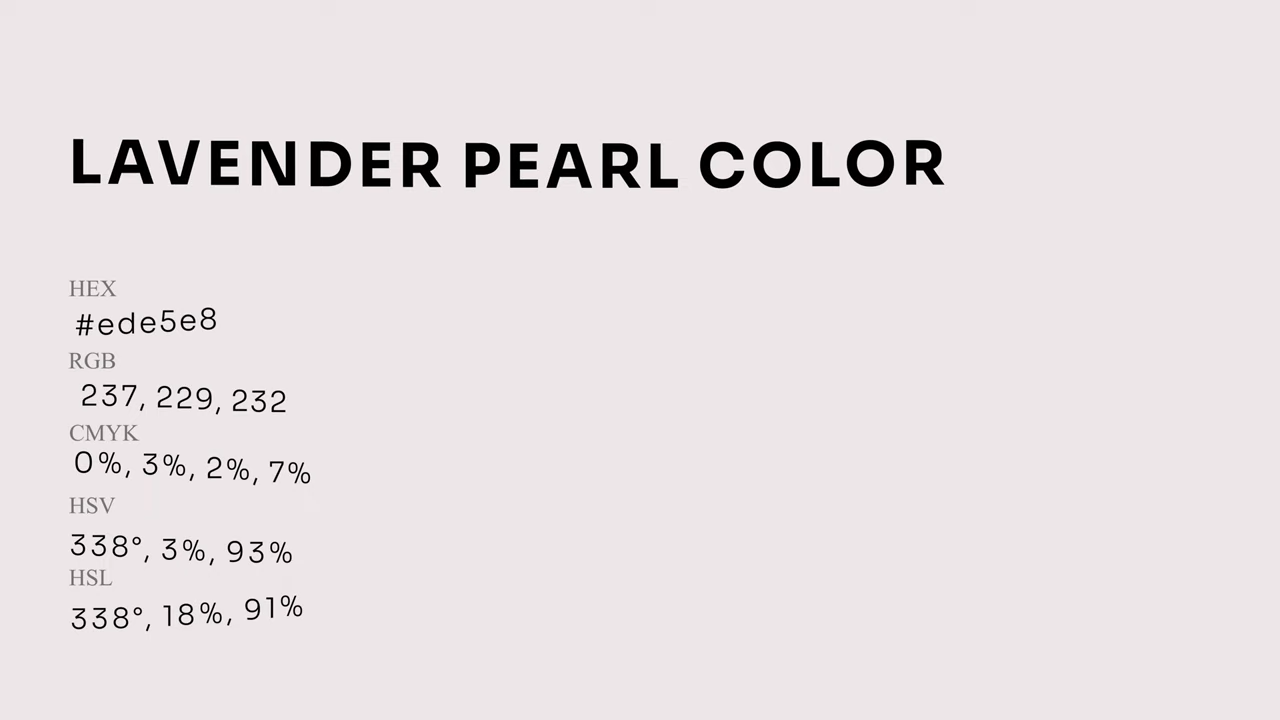 LAVENDER PEARL COLOR
HEX
#ede5e8
RGB
237, 229, 232
CMYK
0%, 3%, 2%, 7%
HSV
338°, 3%, 93%
HSL
338°, 18%, 91%